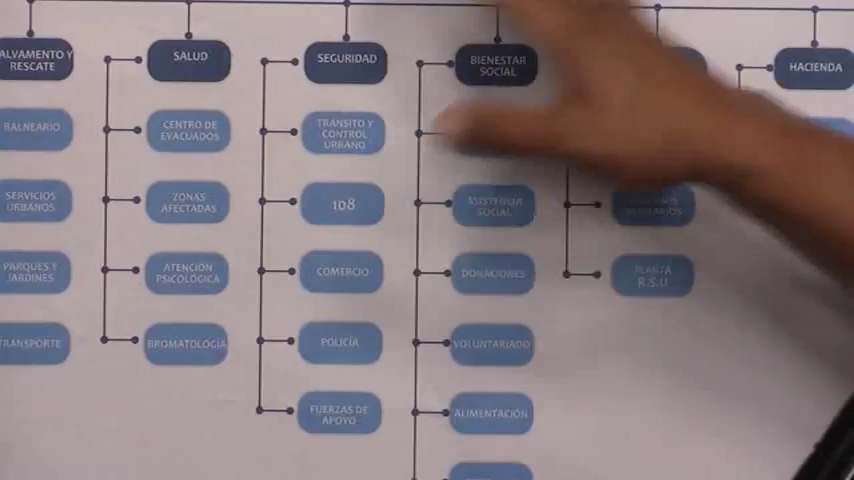 ALVAMENTO Y
RESCATE
BALNEARIO
SERVICIOS
URBANOS
PARQUES Y
JARDINES
TRANSPORTE
SALUD
CENTRO DE
EVACUADOS
ZONAS
AFECTADAS
ATENCIÓN
PSICOLÓGICA
BROMATOLOGÍA
SEGURIDAD
TRANSITO Y
CONTROL
URBANO
108
COMERCIO
POLICÍA
FUERZAS DE
APOYO
BIENESTAR
SOCIAL
ASISTENCIA
SOCIAL
DONACIONES
VOLUNTARIADO
ALIMENTACIÓN
PLANTA
R.S.U
HACIENDA